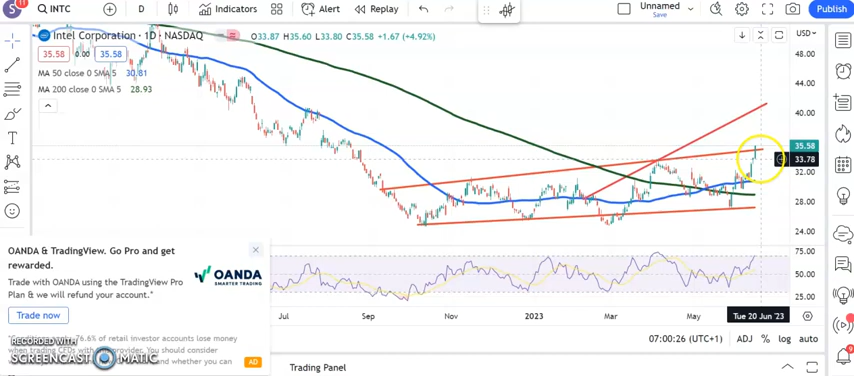 S 11 INTC D Indicators Alert Replay Unnamed Save Publish
Intel Corporation · 1D · NASDAQ O33.87 H35.60 L33.80 C35.58 +1.67 (+4.92%) USD
35.58 0.00 35.58
MA 50 close 0 SMA 5 30.81
MA 200 close 0 SMA 5 28.93
48.00
44.00
40.00
35.58
33.78
32.00
28.00
24.00
75.00
50.00
25.00
OANDA & TradingView. Go Pro and get
rewarded.
Trade with OANDA using the TradingView Pro
Plan & we will refund your account.*
OANDA
SMARTER TRADING
Trade now
76.6% of retail investor accounts lose money
when trading CFDs with
provider. You should consider
and whether you can
AD
RECORDED WITH
SCREENCAST MATIC
Jul Sep Nov 2023 Mar May Tue 20 Jun '23
07:00:26 (UTC+1) ADJ % log auto
Trading Panel